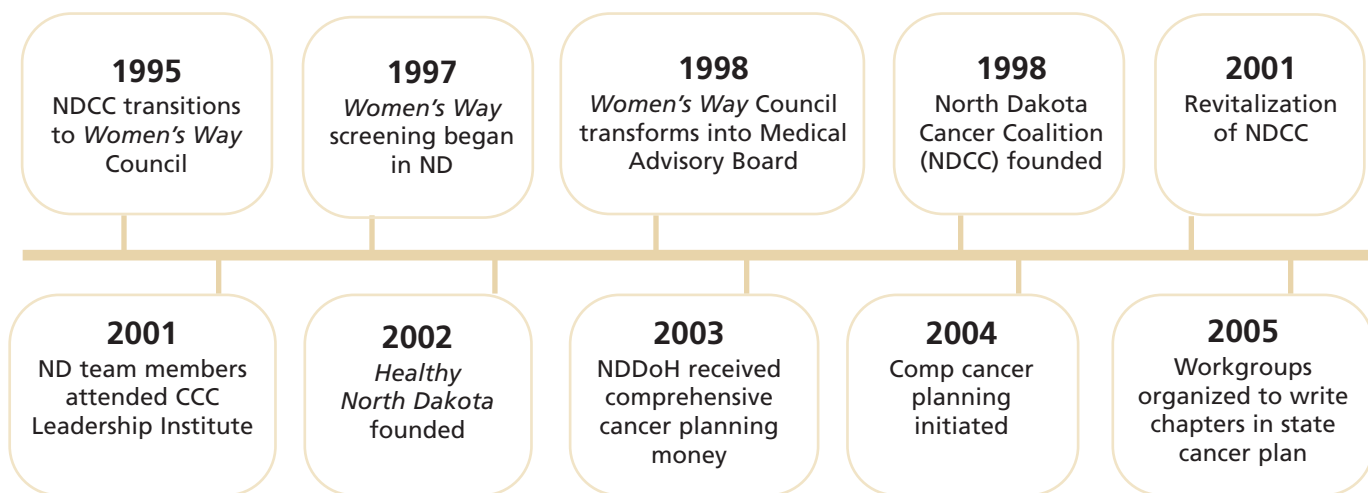 1995
NDCC transitions
to Women's Way
Council
1997
Women's Way
screening began
in ND
1998
Women's Way Council
transforms into Medical
Advisory Board
1998
North Dakota
Cancer Coalition
(NDCC) founded
2001
Revitalization
of NDCC
2001
ND team members
attended CCC
Leadership Institute
2002
Healthy
North Dakota
founded
2003
NDDoH received
comprehensive
cancer planning
money
2004
Comp cancer
planning
initiated
2005
Workgroups
organized to write
chapters in state
cancer plan